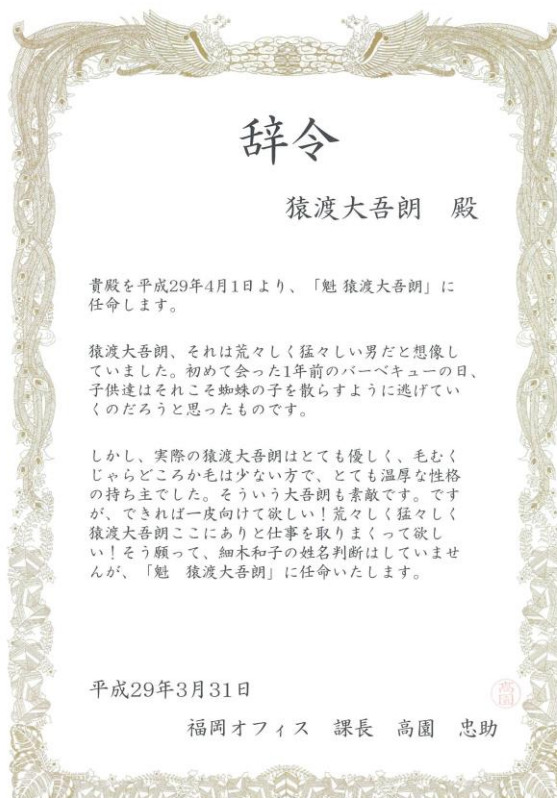 辞令
猿渡大吾朗　殿
貴殿を平成29年4月1日より、「魁 猿渡大吾朗」に
任命します。
猿渡大吾朗、それは荒々しく猛々しい男だと想像し
ていました。初めて会った1年前のバーベキューの日、
子供達はそれこそ蜘蛛の子を散らすように逃げてい
くのだろうと思ったものです。
しかし、実際の猿渡大吾朗はとても優しく、毛むく
じゃらどころか毛は少ない方で、とても温厚な性格
の持ち主でした。そういう大吾朗も素敵です。です
が、できれば一皮向けて欲しい！荒々しく猛々しく
猿渡大吾朗ここにありと仕事を取りまくって欲し
い！そう願って、細木和子の姓名判断はしていませ
んが、「魁　猿渡大吾朗」に任命いたします。
平成29年3月31日
高園
福岡オフィス　課長　高園　忠助